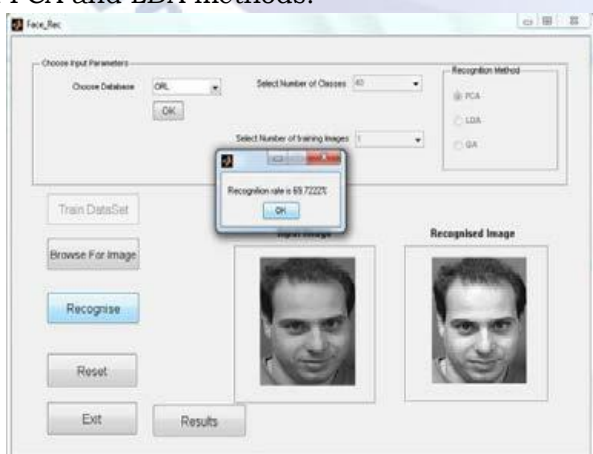 PCA and LDA methods.
Face_Rec
Choose Input Parameters
Choose Database ORL
Select Number of Classes 40
Recognition Method
PCA
LDA
GA
OK
Select Number of training Images 1
Recognition rate is 69.7222%
OK
Train DataSet
Browse For Image
Recognise
Reset
Exit
Results
Input Image
Recognised Image